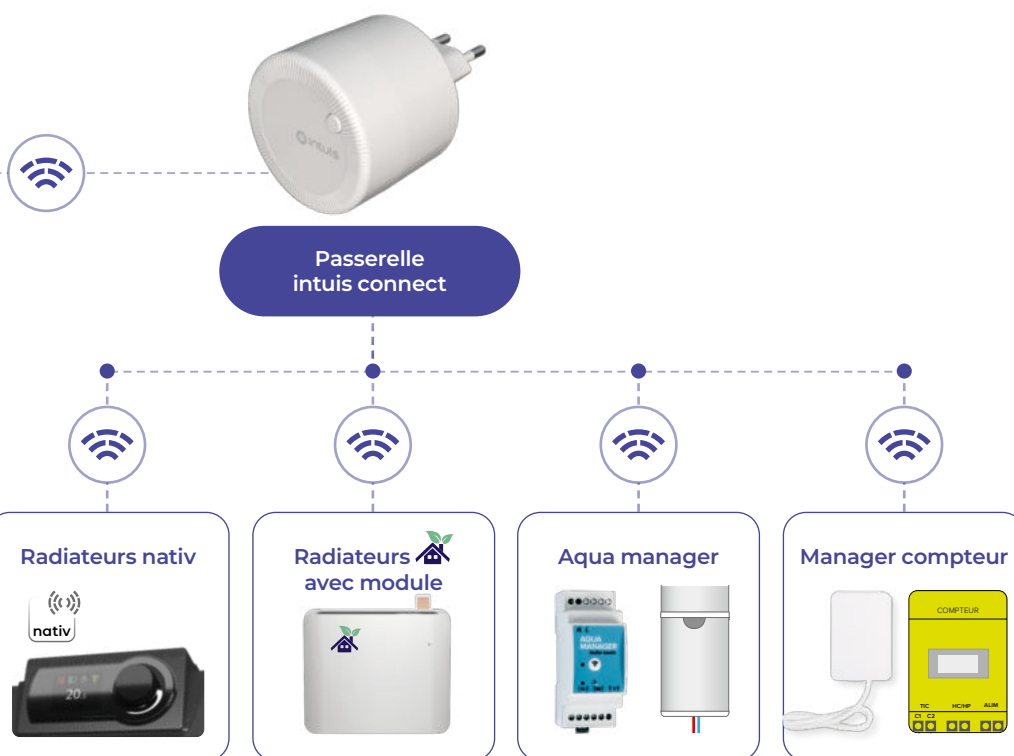 intuis
Passerelle
intuis connect
Radiateurs nativ
nativ
20
Radiateurs
avec module
Aqua manager
AQUA
MANAGER
Manager compteur
COMPTEUR
TIC HC/HP ALIM
C1 C2